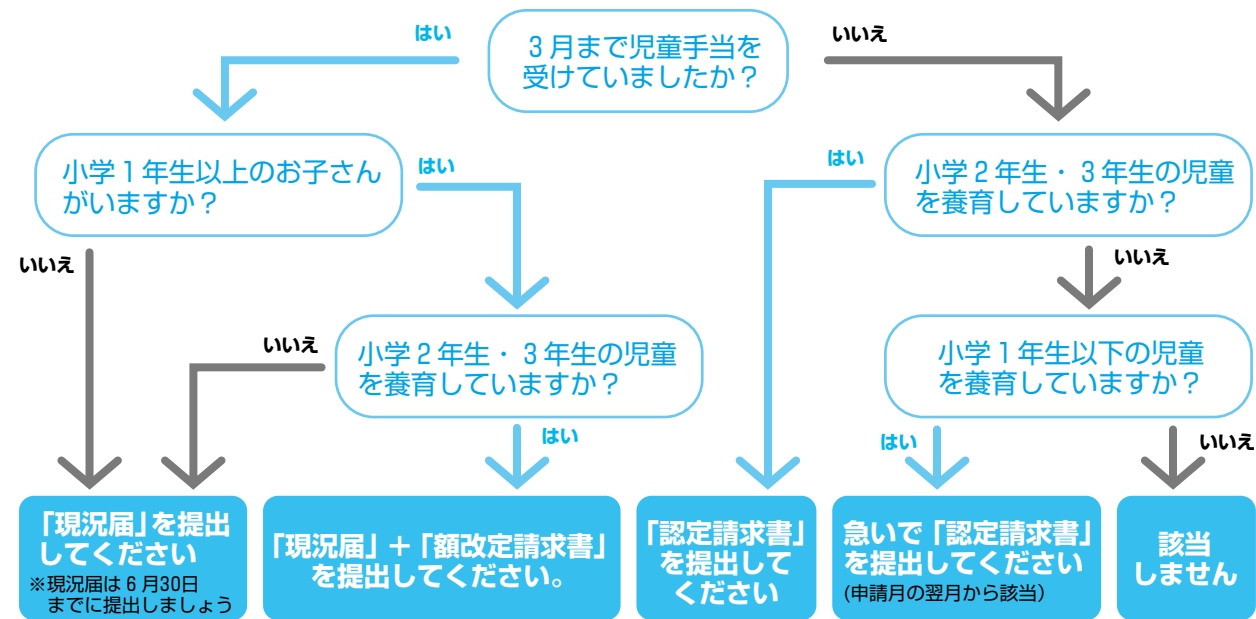 はい
3月まで児童手当を
受けていましたか？
いいえ
小学1年生以上のお子さん
がいますか？
はい
はい
小学2年生・3年生の児童
を養育していますか？
いいえ
いいえ
いいえ
小学2年生・3年生の児童
を養育していますか？
小学1年生以下の児童
を養育していますか？
はい
はい
いいえ
「現況届」を提出
してください
※現況届は6月30日
までに提出しましょう
「現況届」＋「額改定請求書」
を提出してください。
「認定請求書」
を提出して
ください
急いで「認定請求書」
を提出してください
(申請月の翌月から該当）
該当
しません